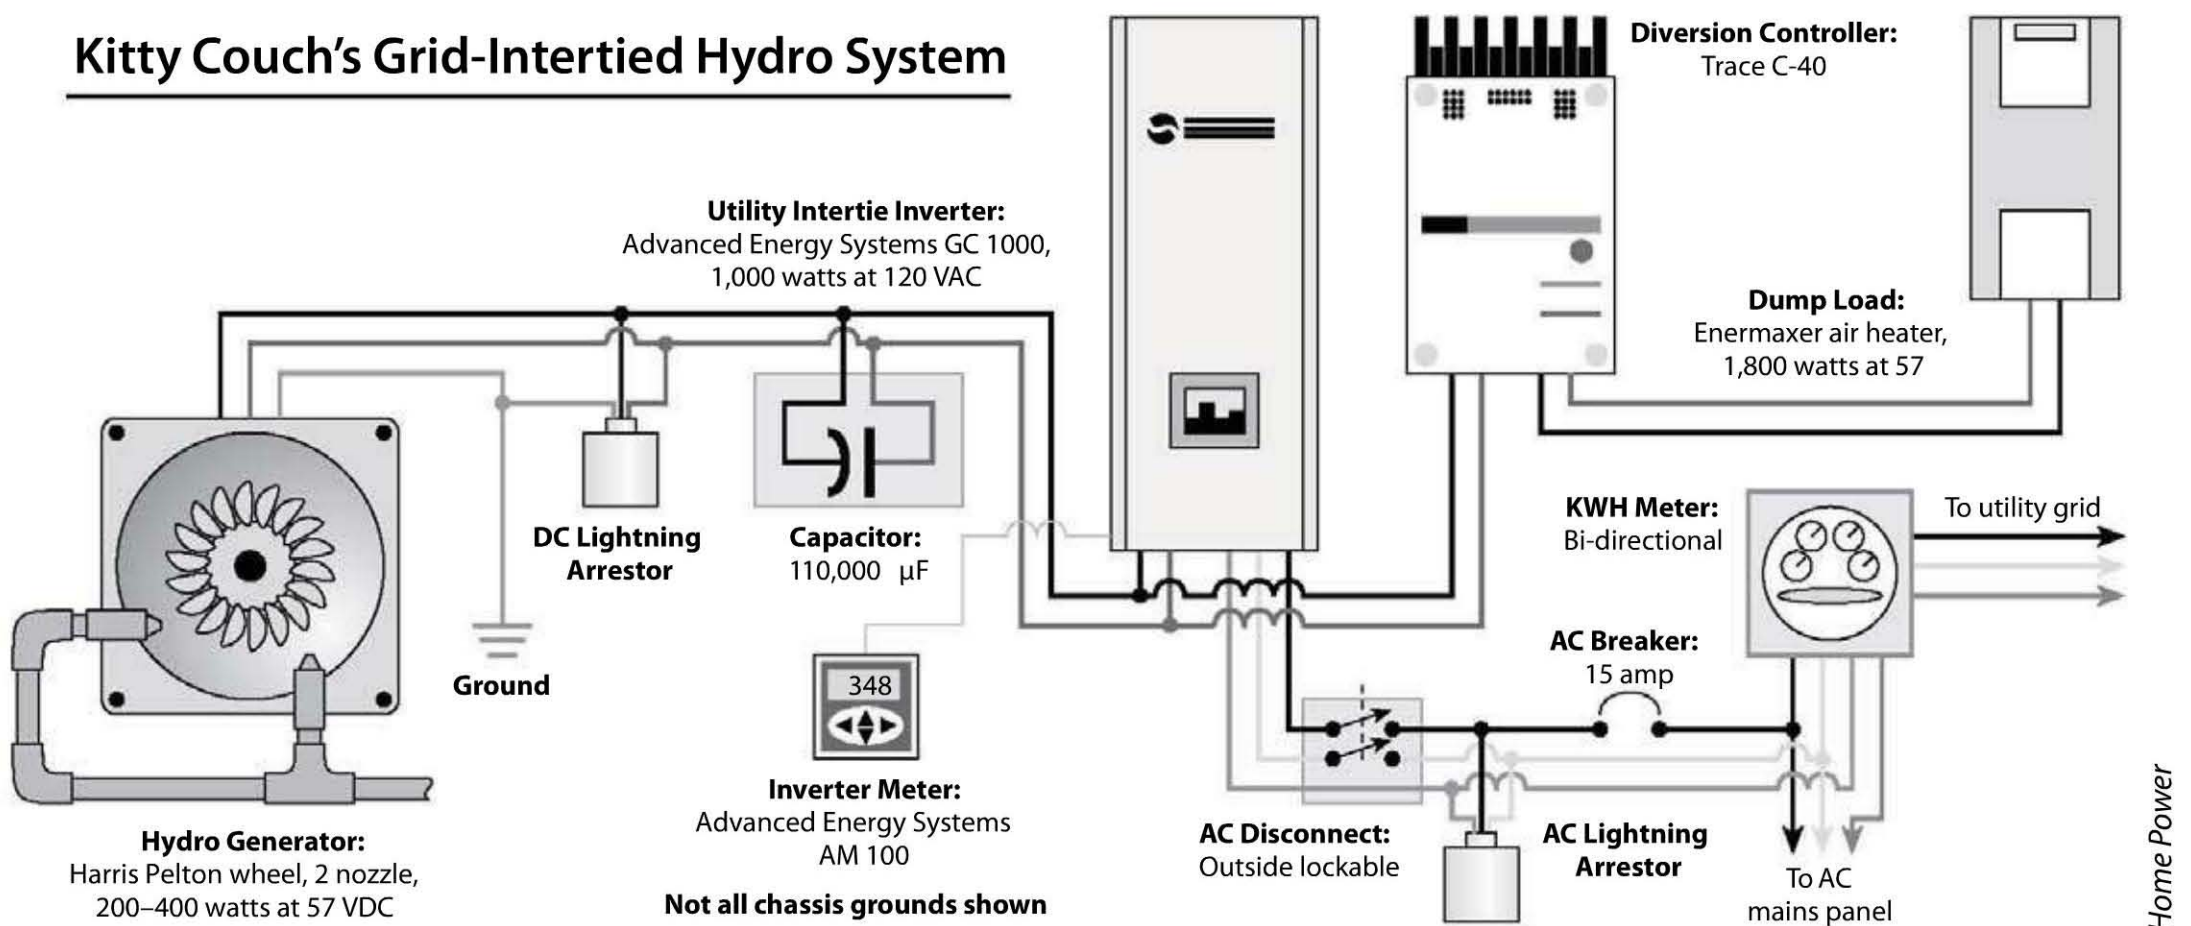 Kitty Couch's Grid-Intertied Hydro System
Diversion Controller:
Trace C-40
Utility Intertie Inverter:
Advanced Energy Systems GC 1000,
1,000 watts at 120 VAC
Dump Load:
Enermaxer air heater,
1,800 watts at 57
DC Lightning
Arrestor
Capacitor:
110,000 µF
KWH Meter:
Bi-directional
To utility grid
AC Breaker:
15 amp
Ground
348
Inverter Meter:
Advanced Energy Systems
AM 100
Hydro Generator:
Harris Pelton wheel, 2 nozzle,
200–400 watts at 57 VDC
AC Disconnect:
Outside lockable
AC Lightning
Arrestor
To AC
mains panel
Not all chassis grounds shown
Home Power